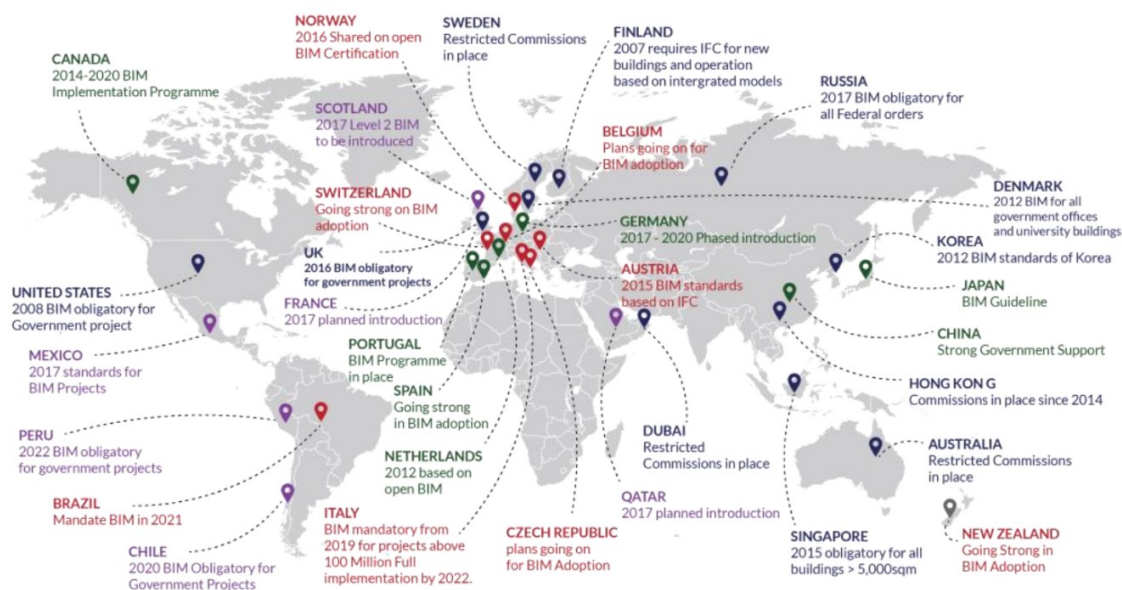 NORWAY
2016 Shared on open
BIM Certification
SWEDEN
Restricted Commissions
in place
FINLAND
2007 requires IFC for new
buildings and operation
based on intergrated models
CANADA
2014-2020 BIM
Implementation Programme
RUSSIA
2017 BIM obligatory for
all Federal orders
SCOTLAND
2017 Level 2 BIM
to be introduced
BELGIUM
Plans going on for
BIM adoption
SWITZERLAND
Going strong on BIM
adoption
DENMARK
2012 BIM for all
government offices
and university buildings
GERMANY
2017 - 2020 Phased introduction
KOREA
2012 BIM standards of Korea
UK
2016 BIM obligatory
for government projects
AUSTRIA
2015 BIM standards
based on IFC
JAPAN
BIM Guideline
UNITED STATES
2008 BIM obligatory for
Government project
FRANCE
2017 planned introduction
CHINA
Strong Government Support
MEXICO
2017 standards for
BIM Projects
PORTUGAL
BIM Programme
in place
HONG KON G
Commissions in place since 2014
SPAIN
Going strong
in BIM adoption
PERU
2022 BIM obligatory
for government projects
DUBAI
Restricted
Commissions in place
AUSTRALIA
Restricted Commissions
in place
NETHERLANDS
2012 based on
open BIM
QATAR
2017 planned introduction
BRAZIL
Mandate BIM in 2021
ITALY
BIM mandatory from
2019 for projects above
100 Million Full
implementation by 2022.
CZECH REPUBLIC
plans going on
for BIM Adoption
SINGAPORE
2015 obligatory for all
buildings > 5,000sqm
NEW ZEALAND
Going Strong in
BIM Adoption
CHILE
2020 BIM Obligatory for
Government Projects